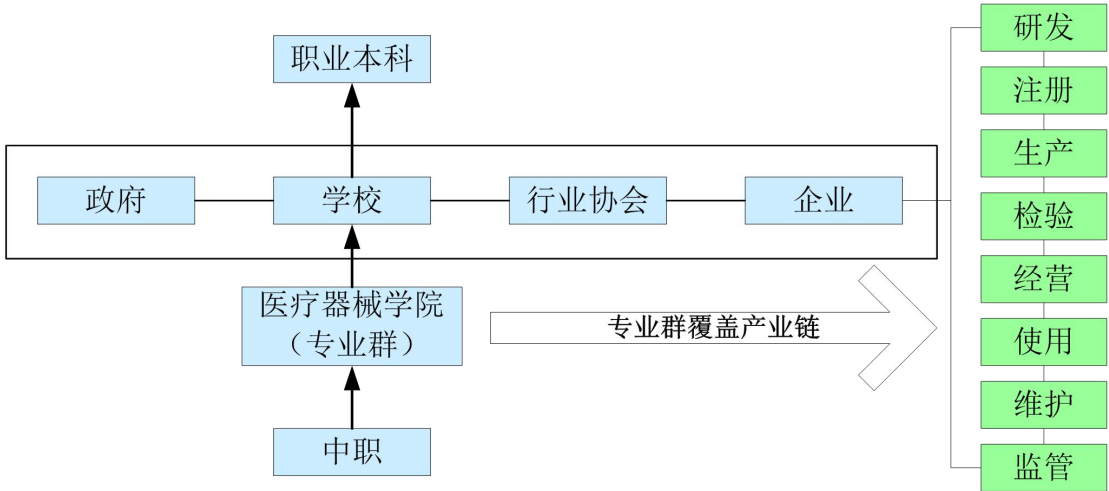 职业本科
政府
学校
行业协会
企业
医疗器械学院
（专业群）
中职
专业群覆盖产业链
研发
注册
生产
检验
经营
使用
维护
监管